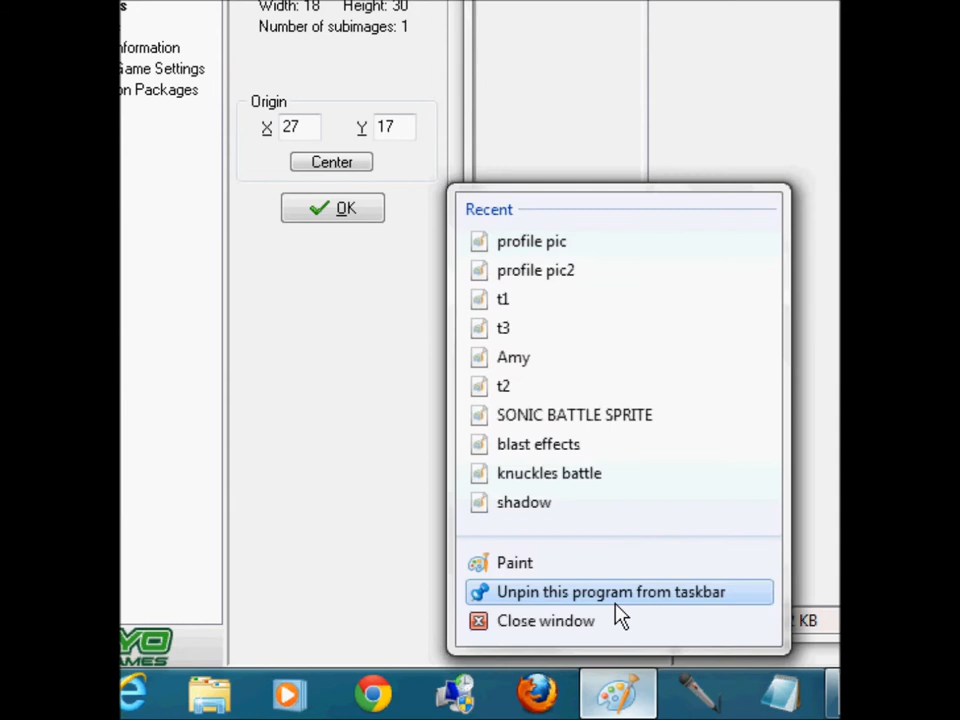 Width: 18 Height: 30
Number of subimages: 1
nformation
Game Settings
on Packages
Origin
X 27 Y 17
Center
OK
Recent
profile pic
profile pic2
t1
t3
Amy
t2
SONIC BATTLE SPRITE
blast effects
knuckles battle
shadow
Paint
Unpin this program from taskbar
Close window
KB
YO
AMES